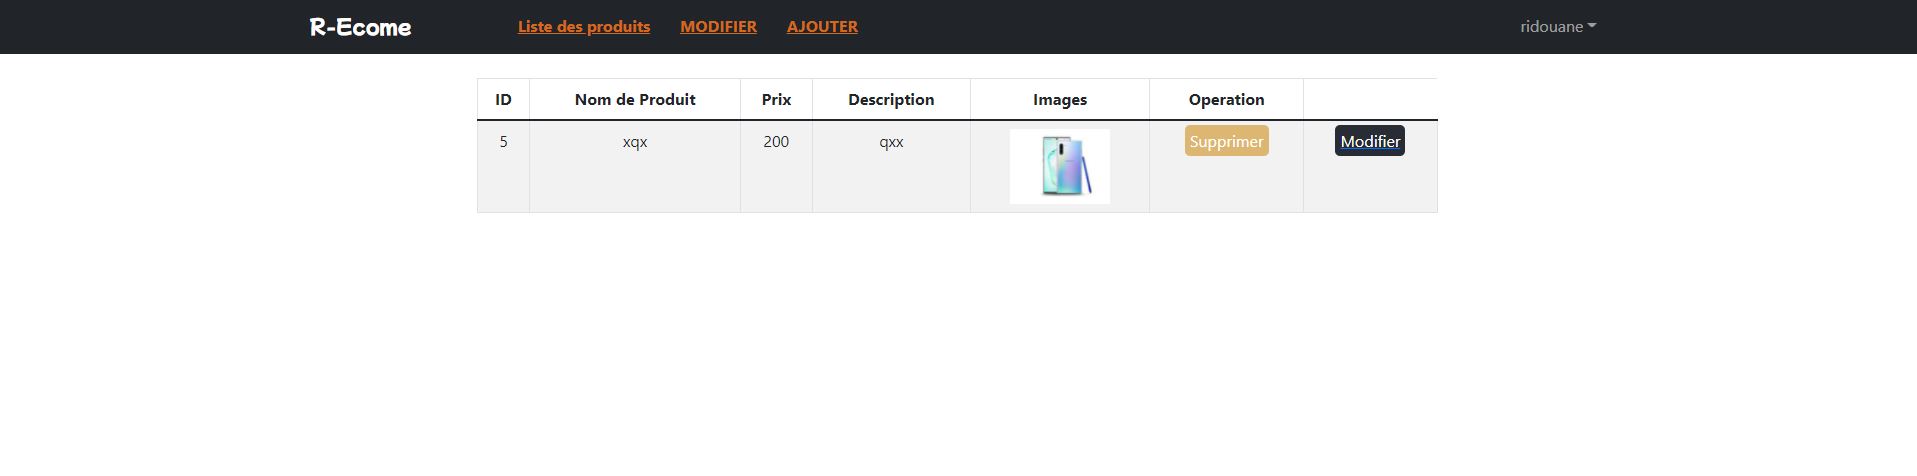 R-Ecome Liste des produits MODIFIER AJOUTER ridouane
ID Nom de Produit Prix Description Images Operation
5 xqx 200 qxx Supprimer Modifier